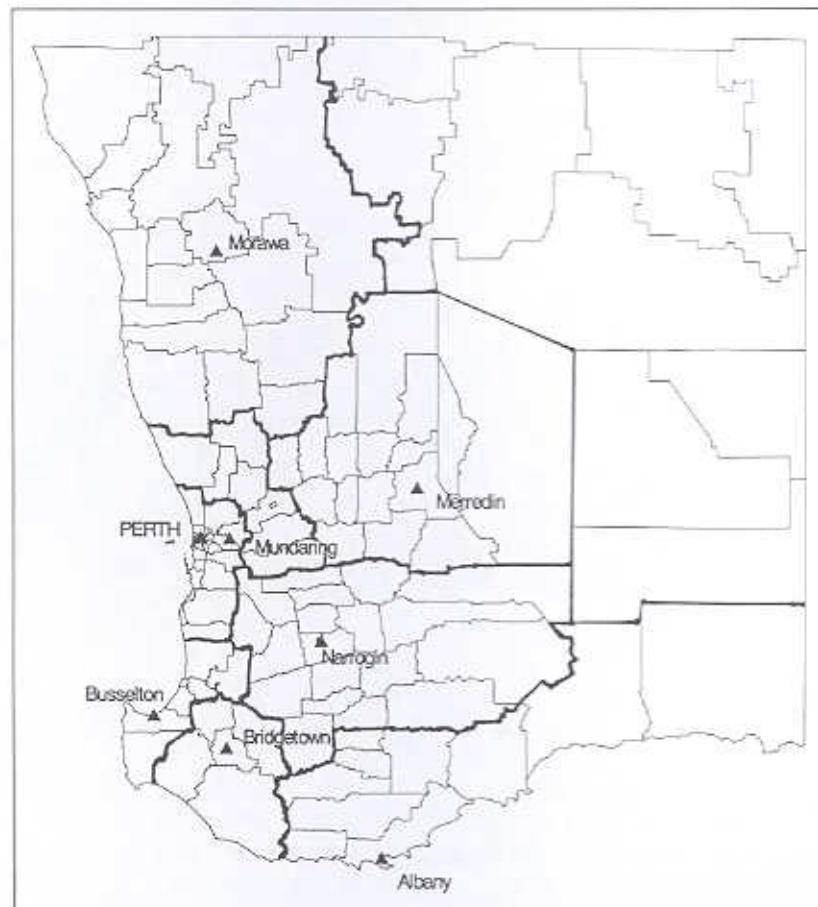 Morawa
Merredin
PERTH
Mundaring
Narrogin
Busselton
Bridgetown
Albany